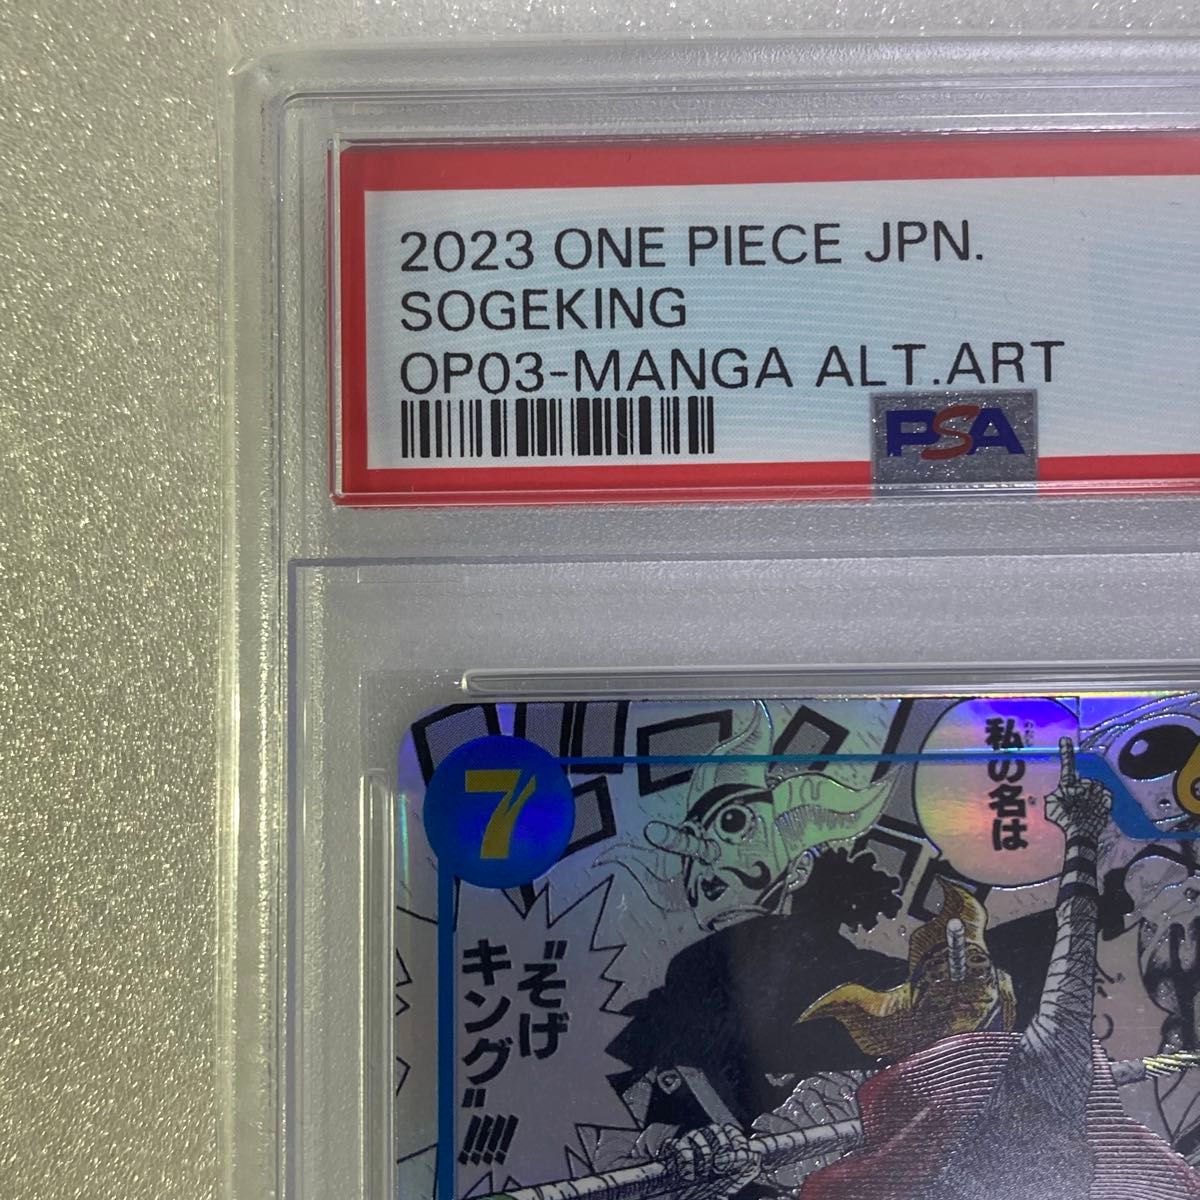 2023 ONE PIECE JPN.
SOGEKING
OP03-MANGA ALT.ART
PSA
7
私の名は
"そげ
キング"!!!!